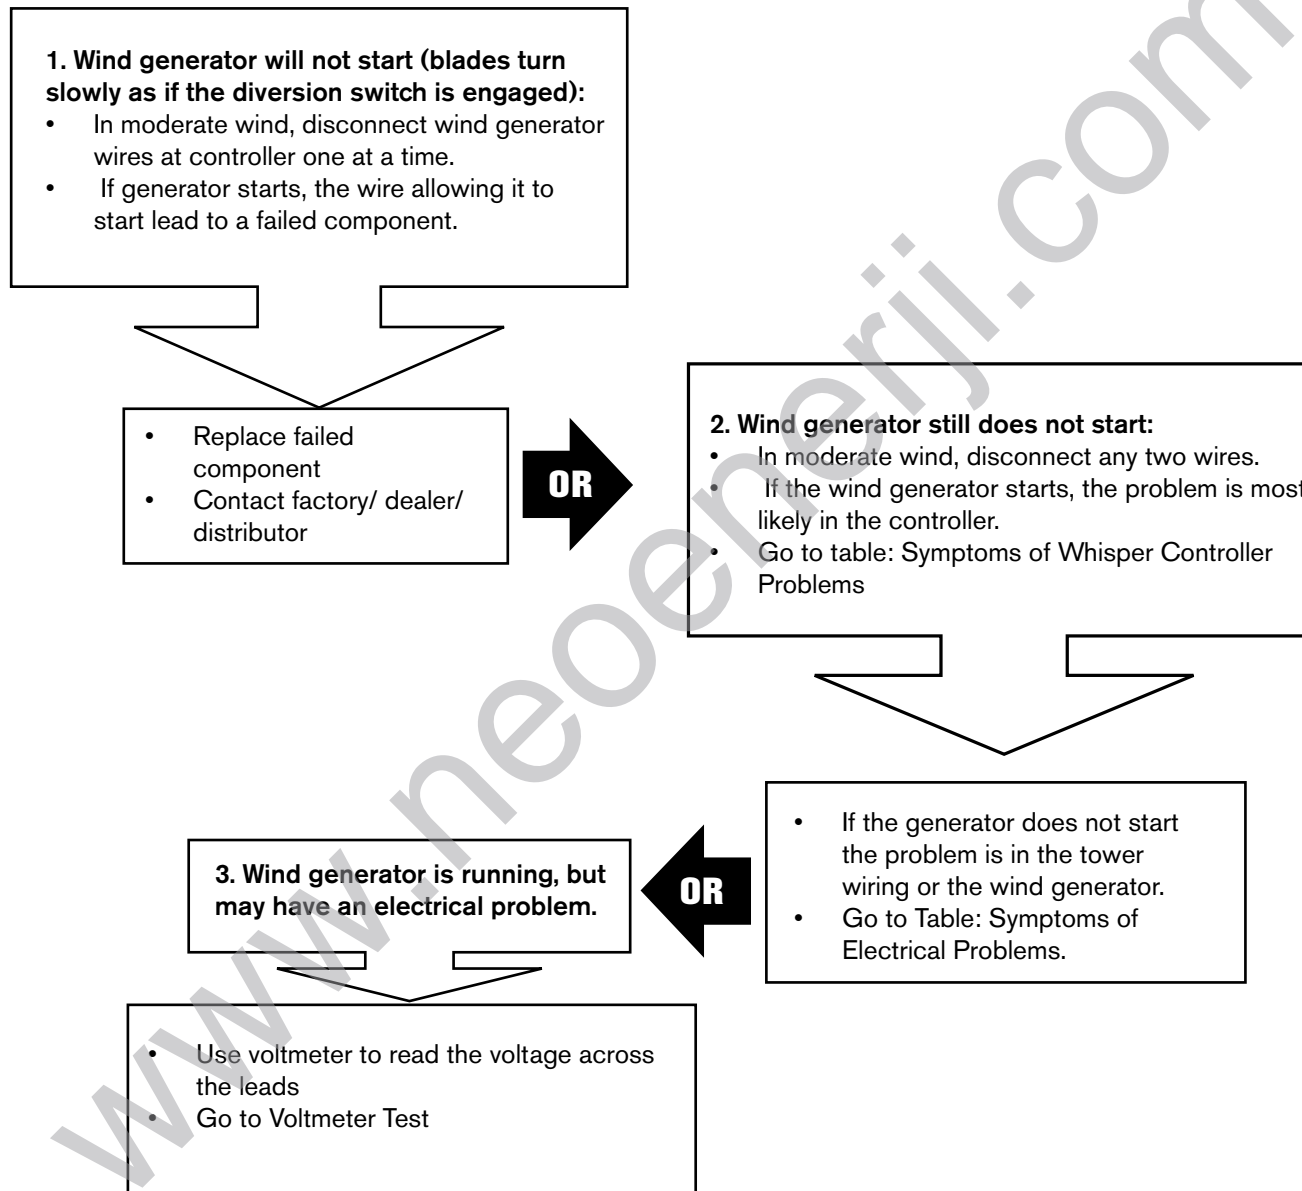 1. Wind generator will not start (blades turn
slowly as if the diversion switch is engaged):
• In moderate wind, disconnect wind generator
wires at controller one at a time.
• If generator starts, the wire allowing it to
start lead to a failed component.
• Replace failed
component
• Contact factory/ dealer/
distributor
OR
2. Wind generator still does not start:
• In moderate wind, disconnect any two wires.
• If the wind generator starts, the problem is most
likely in the controller.
• Go to table: Symptoms of Whisper Controller
Problems
• If the generator does not start
the problem is in the tower
wiring or the wind generator.
• Go to Table: Symptoms of
Electrical Problems.
OR
3. Wind generator is running, but
may have an electrical problem.
• Use voltmeter to read the voltage across
the leads
• Go to Voltmeter Test
www.neoenerji.com